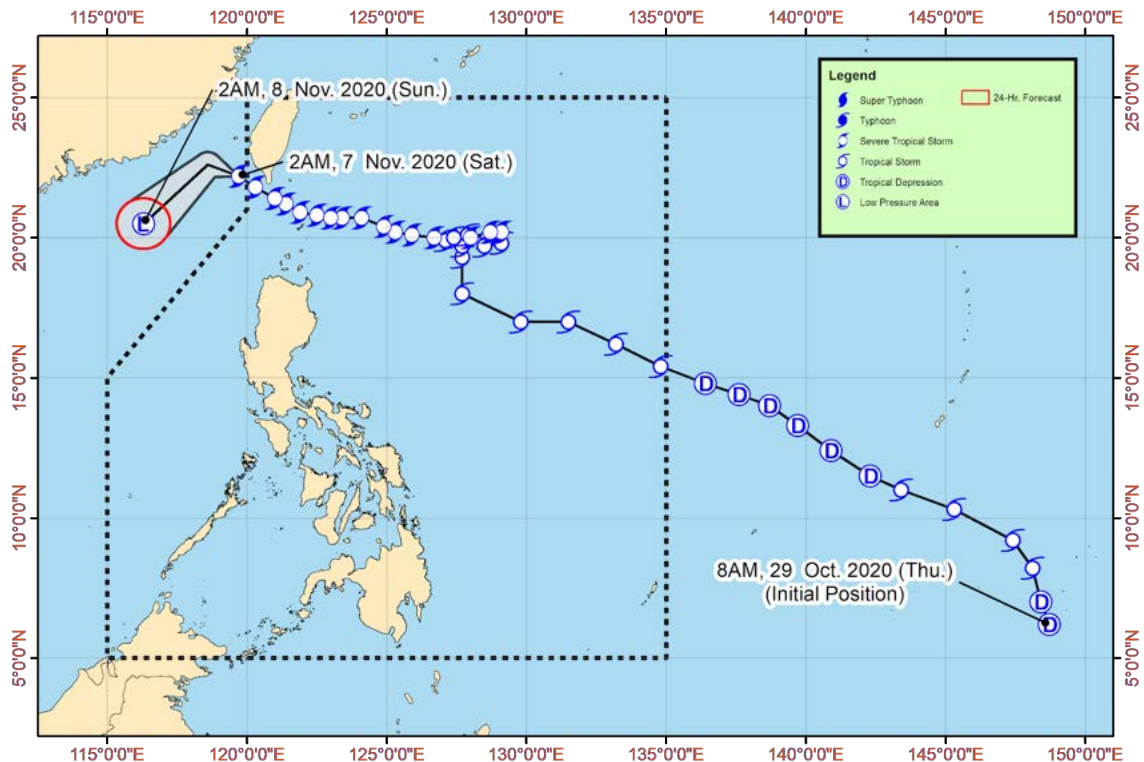 115°0'0"E 120°0'0"E 125°0'0"E 130°0'0"E 135°0'0"E 140°0'0"E 145°0'0"E 150°0'0"E
2AM, 8 Nov. 2020 (Sun.)
2AM, 7 Nov. 2020 (Sat.)
Legend
Super Typhoon
24-Hr. Forecast
Typhoon
Severe Tropical Storm
Tropical Storm
D Tropical Depression
L Low Pressure Area
L
D
D
D
D
D
D
8AM, 29 Oct. 2020 (Thu.)
(Initial Position)
D
D
25°0'0"N
20°0'0"N
15°0'0"N
10°0'0"N
5°0'0"N
25°0'0"N
20°0'0"N
15°0'0"N
10°0'0"N
5°0'0"N
115°0'0"E 120°0'0"E 125°0'0"E 130°0'0"E 135°0'0"E 140°0'0"E 145°0'0"E 150°0'0"E